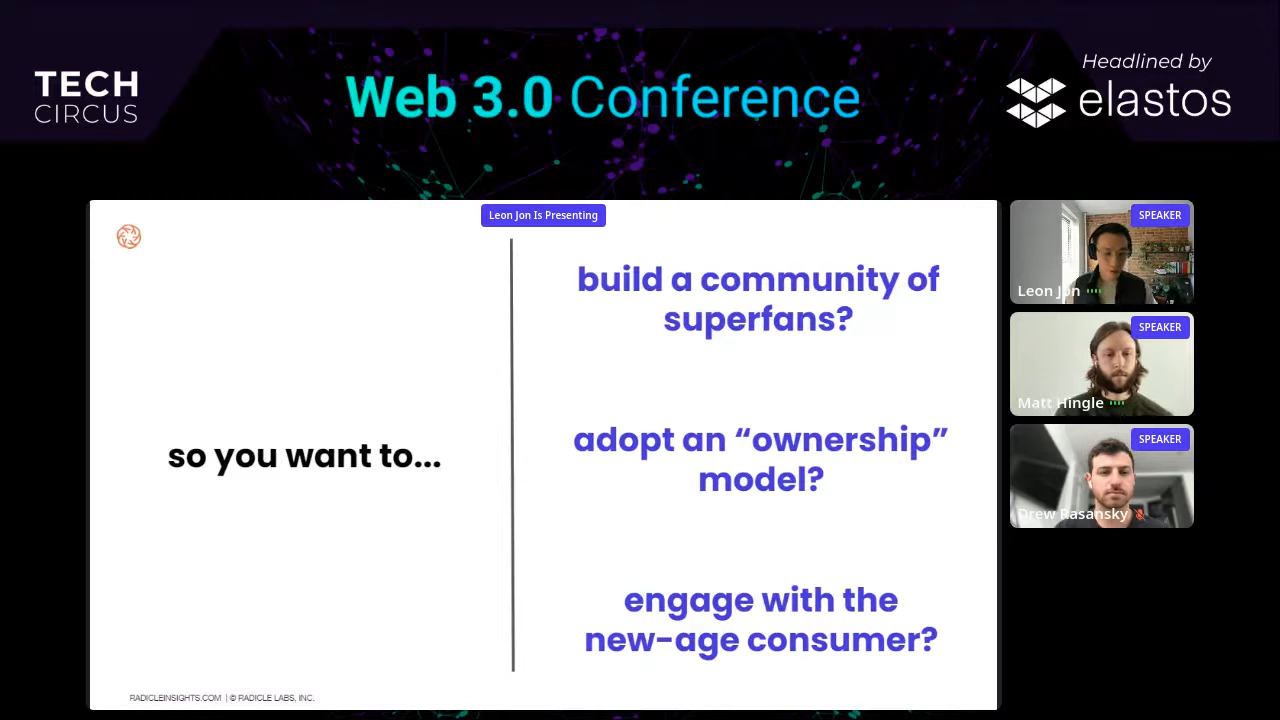 TECH
CIRCUS
Web 3.0 Conference
Headlined by
elastos
Leon Jon Is Presenting
so you want to...
build a community of
superfans?
adopt an “ownership”
model?
engage with the
new-age consumer?
RADICLEINSIGHTS.COM | © RADICLE LABS, INC.
SPEAKER
Leon Jon
SPEAKER
Matt Hingle
SPEAKER
Drew Rasansky